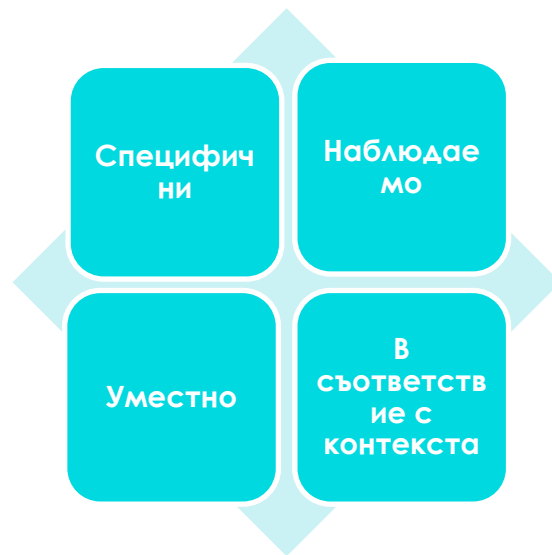 Специфич
ни
Наблюдае
мо
Уместно
В
съответств
ие с
контекста